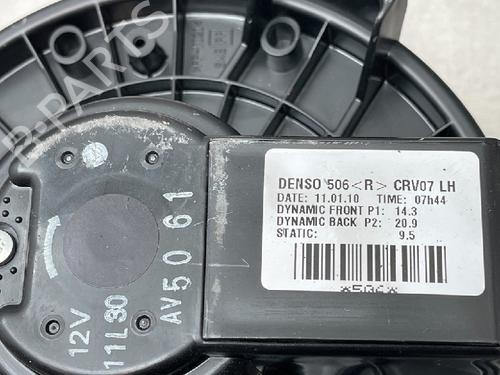 DENSO 506<R> CRV07 LH
DATE: 11.01.10 TIME: 07h44
DYNAMIC FRONT P1: 14.3
DYNAMIC BACK P2: 20.9
STATIC: 9.5
*506*
12V
11L30
AV50 61
B-PARTS